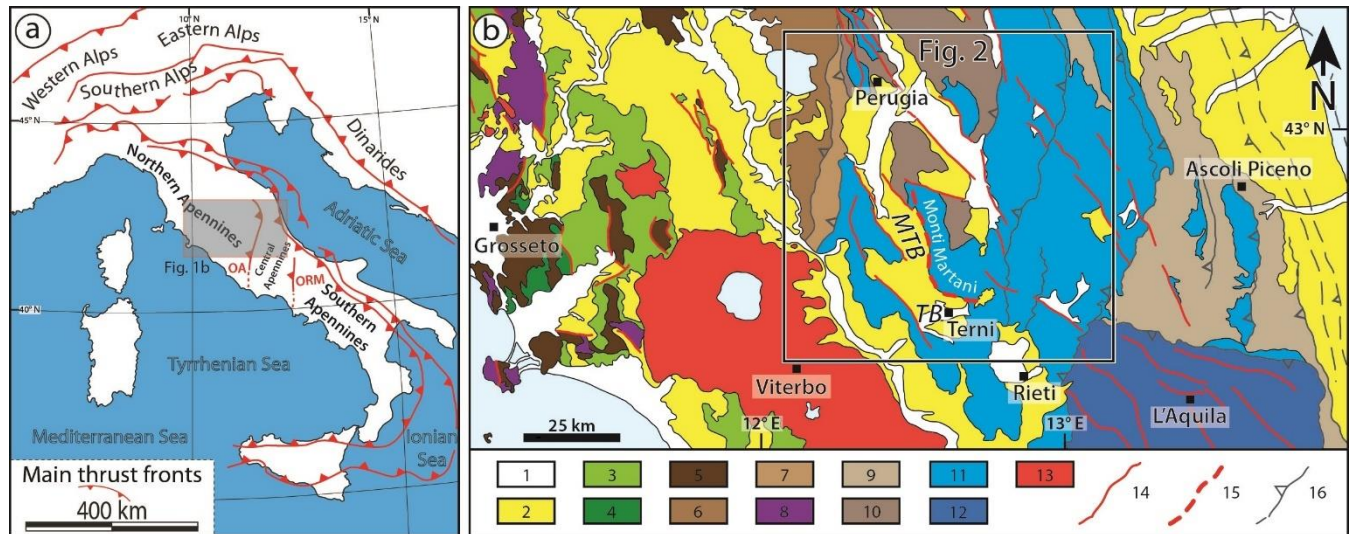 a
10°E
15°E
Western Alps
Eastern Alps
Southern Alps
45°N
Dinarides
Northern Apennines
Adriatic Sea
Fig. 1b
OA
Central
Apennines
ORM
Southern
Apennines
40°N
Tyrrhenian Sea
Mediterranean Sea
Ionian
Sea
Main thrust fronts
400 km
b
Fig. 2
N
Perugia
43° N
Ascoli Piceno
Grosseto
MTB
Monti Martani
TB
Terni
Viterbo
Rieti
L'Aquila
25 km
12° E
13° E
1
3
5
7
9
11
13
14
15
16
2
4
6
8
10
12